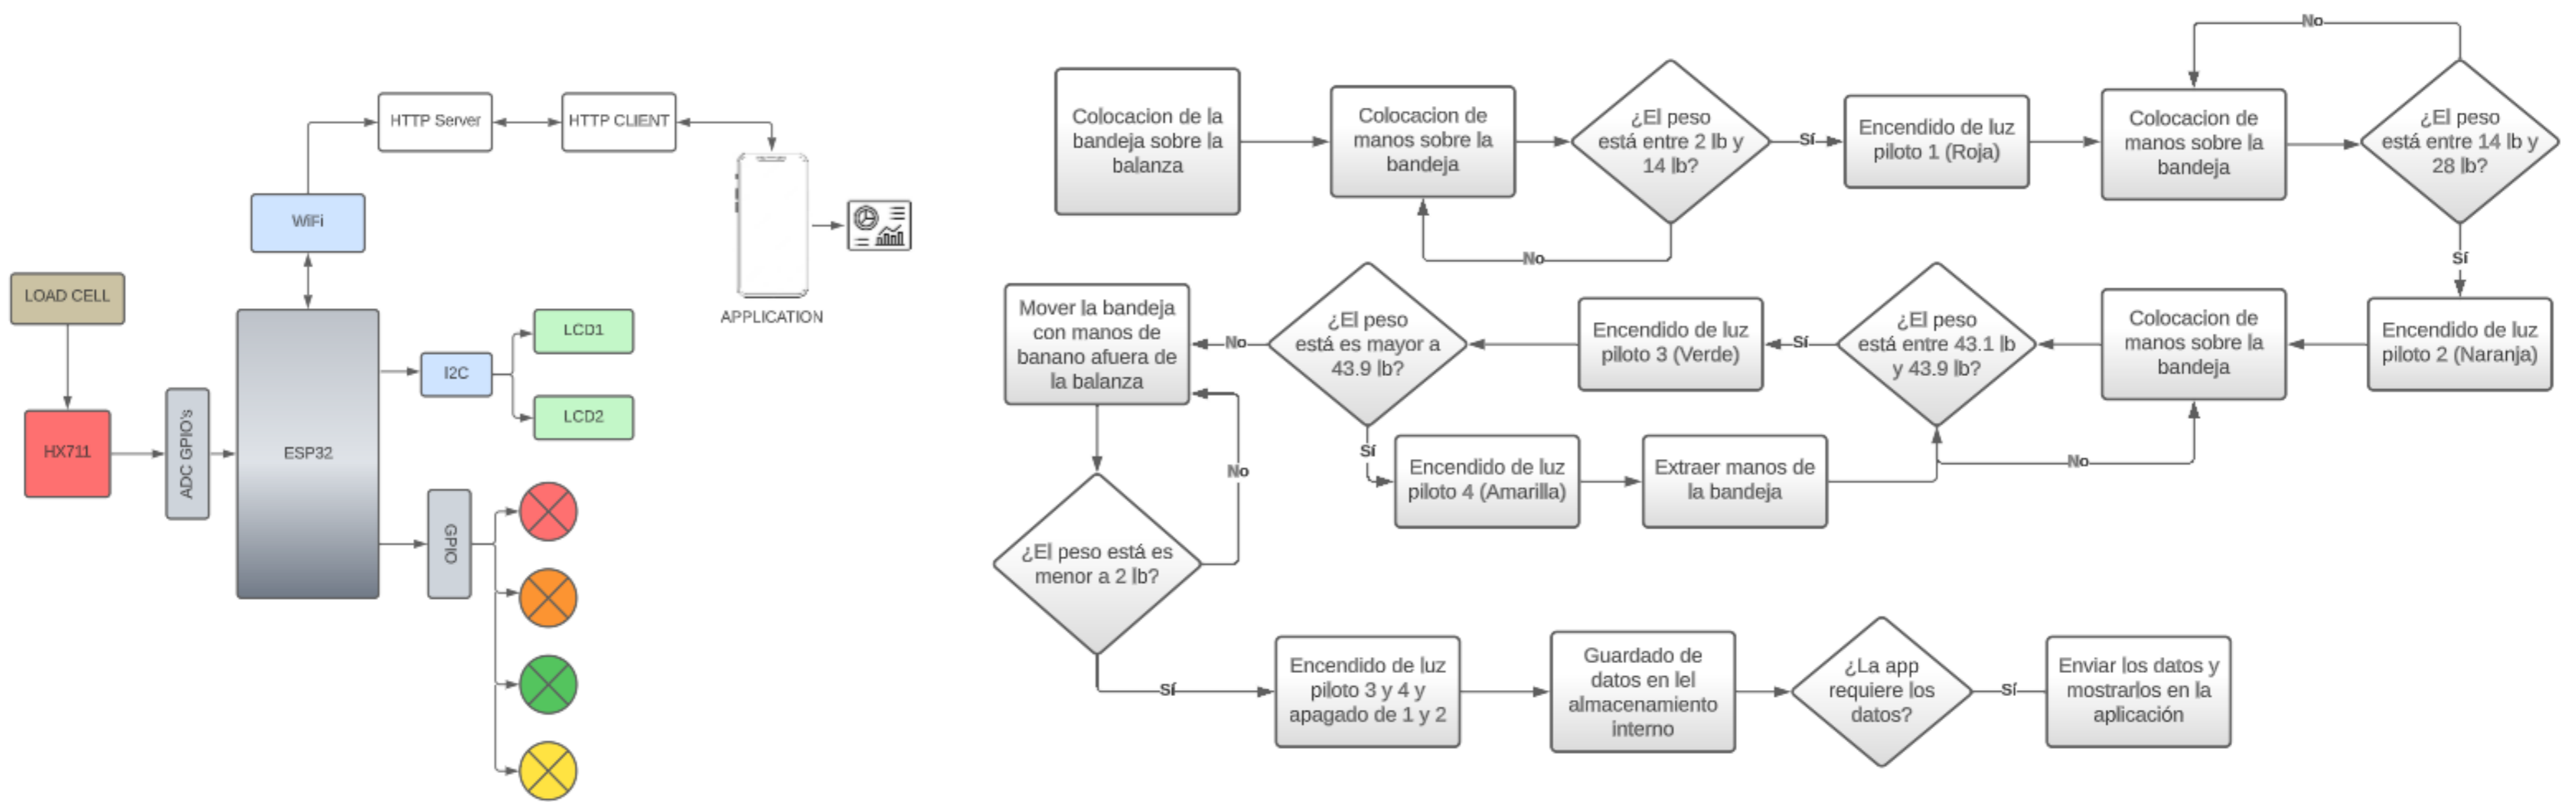 HTTP Server
HTTP CLIENT
WiFi
APPLICATION
LOAD CELL
HX711
ADC GPIO's
ESP32
I2C
LCD1
LCD2
GPIO
Colocacion de la
bandeja sobre la
balanza
Colocacion de
manos sobre la
bandeja
¿El peso
está entre 2 lb y
14 lb?
No
Sí
Encendido de luz
piloto 1 (Roja)
Colocacion de
manos sobre la
bandeja
¿El peso
está entre 14 lb y
28 lb?
No
Sí
Encendido de luz
piloto 2 (Naranja)
Colocacion de
manos sobre la
bandeja
¿El peso
está entre 43.1 lb
y 43.9 lb?
No
Sí
Encendido de luz
piloto 3 (Verde)
¿El peso
está es mayor a
43.9 lb?
Sí
Encendido de luz
piloto 4 (Amarilla)
Extraer manos de
la bandeja
No
Mover la bandeja
con manos de
banano afuera de
la balanza
¿El peso está es
menor a 2 lb?
No
Sí
Encendido de luz
piloto 3 y 4 y
apagado de 1 y 2
Guardado de
datos en lel
almacenamiento
interno
¿La app
requiere los
datos?
Sí
Enviar los datos y
mostrarlos en la
aplicación